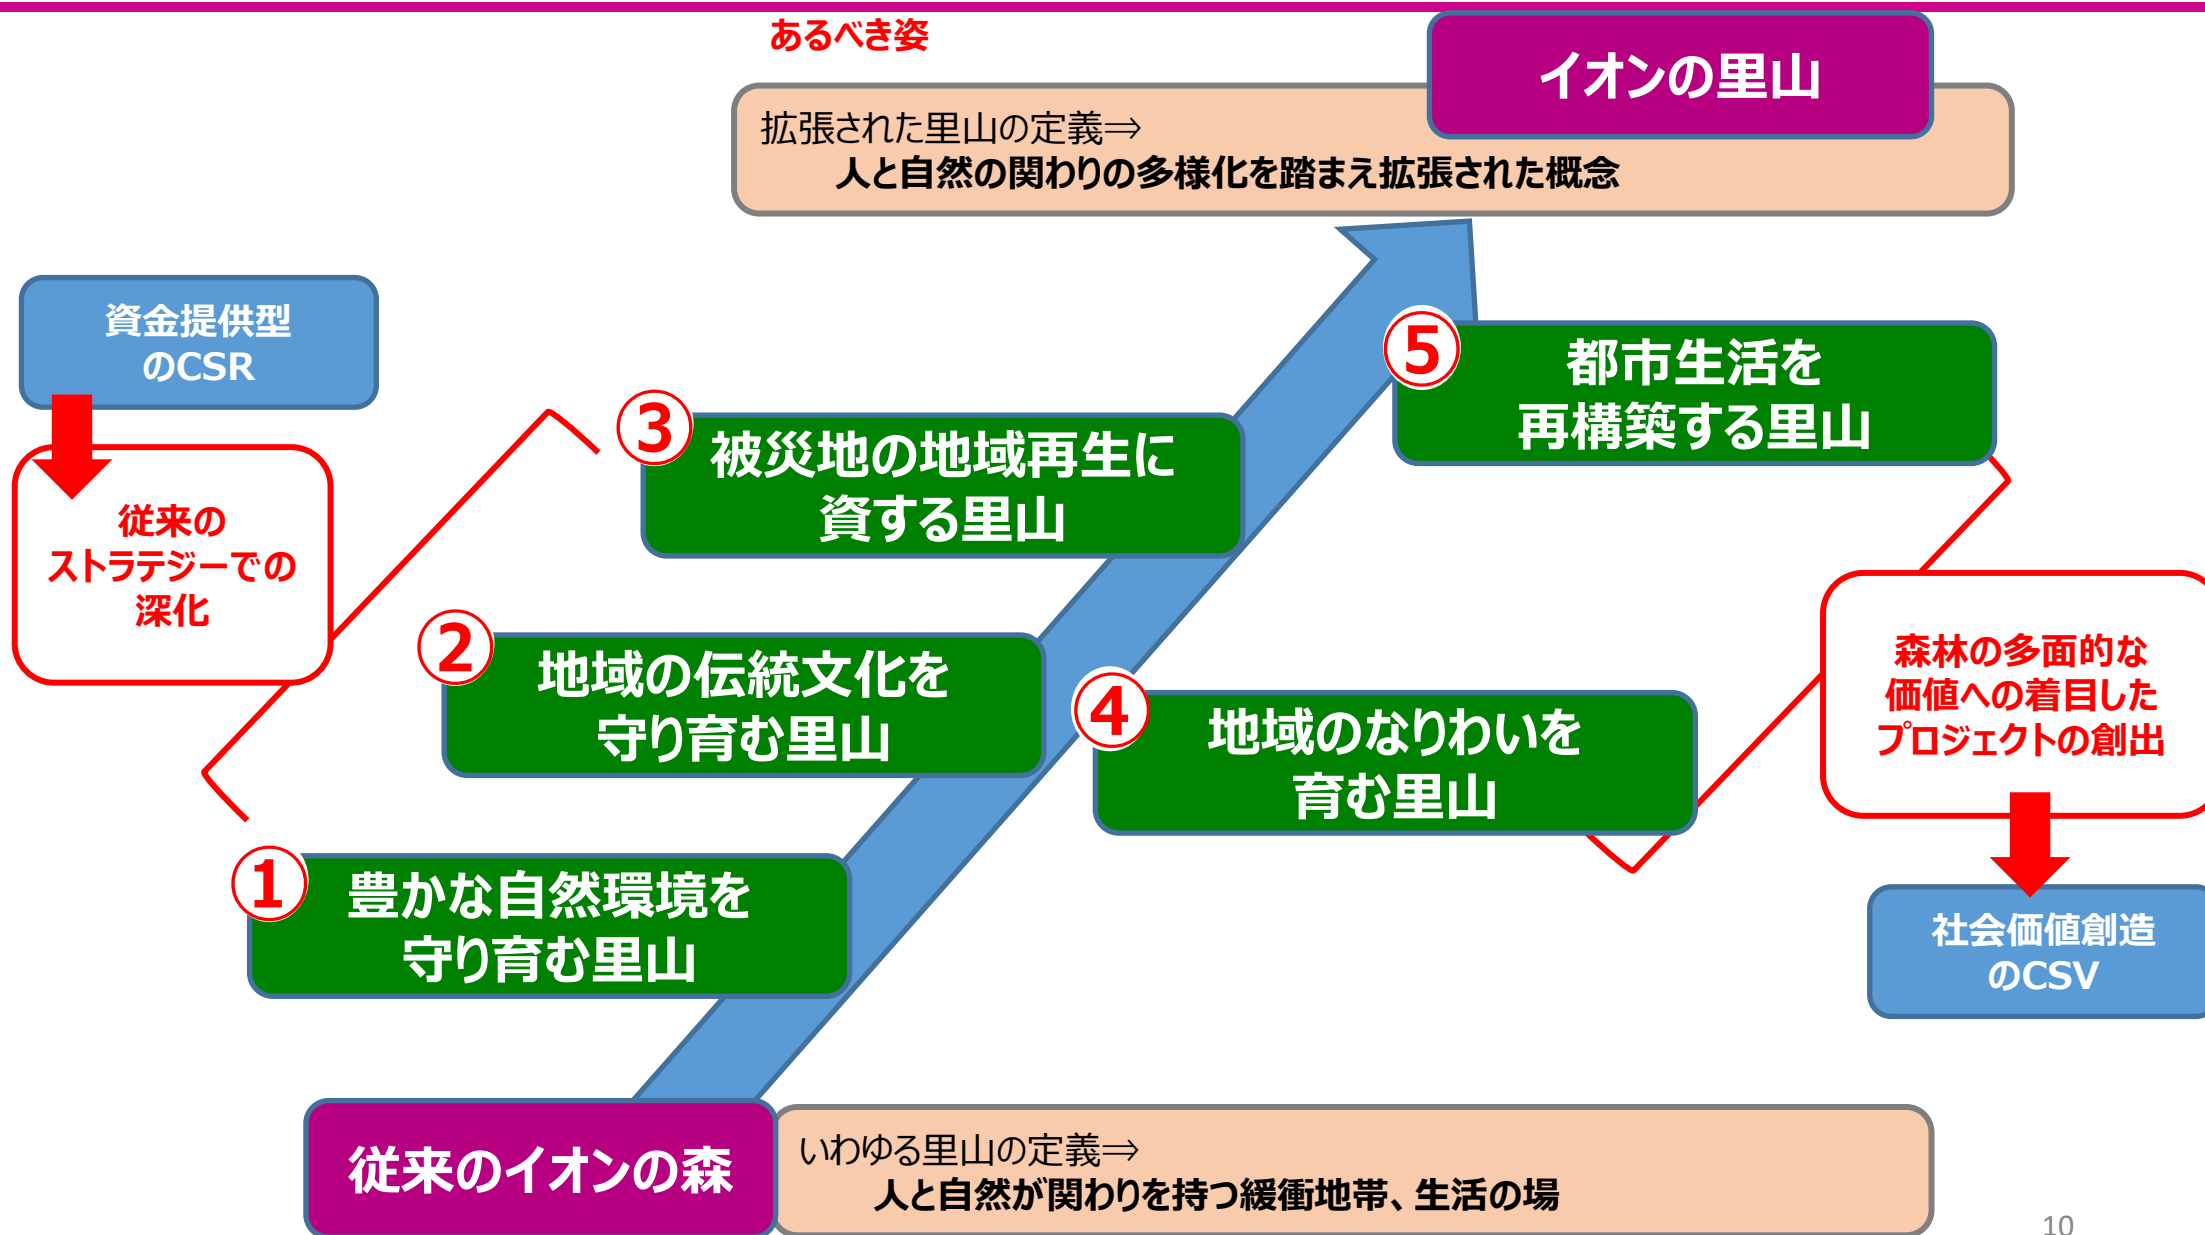 あるべき姿
イオンの里山
拡張された里山の定義⇒
人と自然の関わりの多様化を踏まえ拡張された概念
資金提供型
のCSR
従来の
ストラテジーでの
深化
③
被災地の地域再生に
資する里山
⑤
都市生活を
再構築する里山
②
地域の伝統文化を
守り育む里山
④
地域のなりわいを
育む里山
森林の多面的な
価値への着目した
プロジェクトの創出
①
豊かな自然環境を
守り育む里山
社会価値創造
のCSV
従来のイオンの森
いわゆる里山の定義⇒
人と自然が関わりを持つ緩衝地帯、生活の場
10